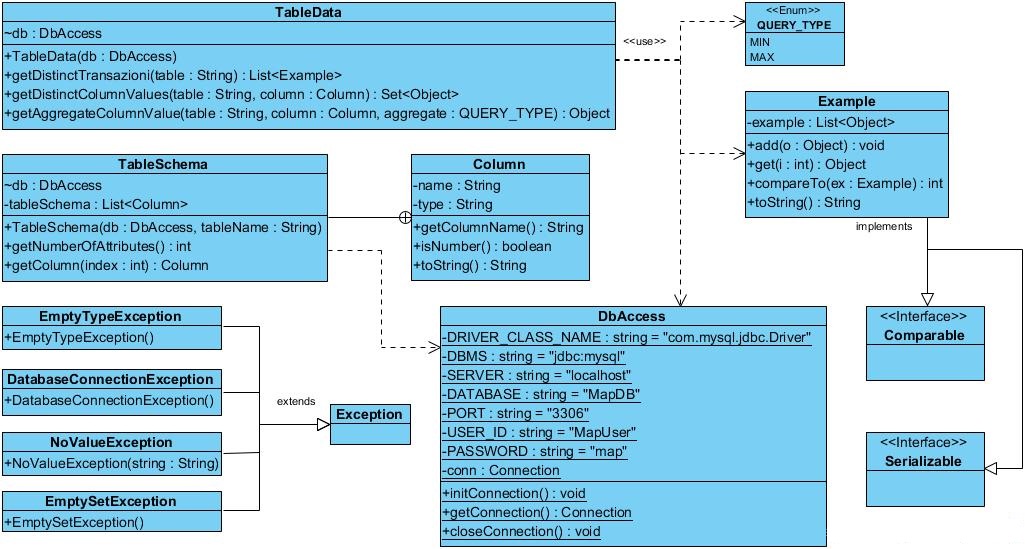 TableData
~db : DbAccess
+TableData(db : DbAccess)
+getDistinctTransazioni(table : String) : List<Example>
+getDistinctColumnValues(table : String, column : Column) : Set<Object>
+getAggregateColumnValue(table : String, column : Column, aggregate : QUERY_TYPE) : Object
<<use>>
<<Enum>>
QUERY_TYPE
MIN
MAX
Example
-example : List<Object>
+add(o : Object) : void
+get(i : int) : Object
+compareTo(ex : Example) : int
+toString() : String
TableSchema
~db : DbAccess
-tableSchema : List<Column>
+TableSchema(db : DbAccess, tableName : String)
+getNumberOfAttributes() : int
+getColumn(index : int) : Column
Column
-name : String
-type : String
+getColumnName() : String
+isNumber() : boolean
+toString() : String
implements
EmptyTypeException
+EmptyTypeException()
DatabaseConnectionException
+DatabaseConnectionException()
NoValueException
+NoValueException(string : String)
EmptySetException
+EmptySetException()
extends
Exception
DbAccess
-DRIVER_CLASS_NAME : string = "com.mysql.jdbc.Driver"
-DBMS : string = "jdbc:mysql"
-SERVER : string = "localhost"
-DATABASE : string = "MapDB"
-PORT : string = "3306"
-USER_ID : string = "MapUser"
-PASSWORD : string = "map"
-conn : Connection
+initConnection() : void
+getConnection() : Connection
+closeConnection() : void
<<Interface>>
Comparable
<<Interface>>
Serializable